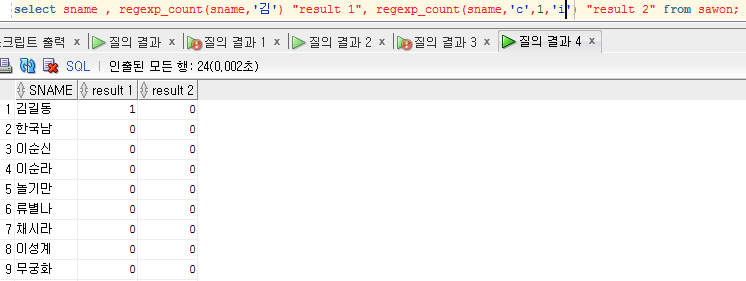 select sname , regexp_count(sname,'김') "result 1", regexp_count(sname,'c',1,'i') "result 2" from sawon;
스크립트 출력 x 질의 결과 x 질의 결과 1 x 질의 결과 2 x 질의 결과 3 x 질의 결과 4 x
SQL | 인출된 모든 행: 24(0,002초)
SNAME result 1 result 2
1 김길동 1 0
2 한국남 0 0
3 이순신 0 0
4 이순라 0 0
5 놀기만 0 0
6 류별나 0 0
7 채시라 0 0
8 이성계 0 0
9 무궁화 0 0